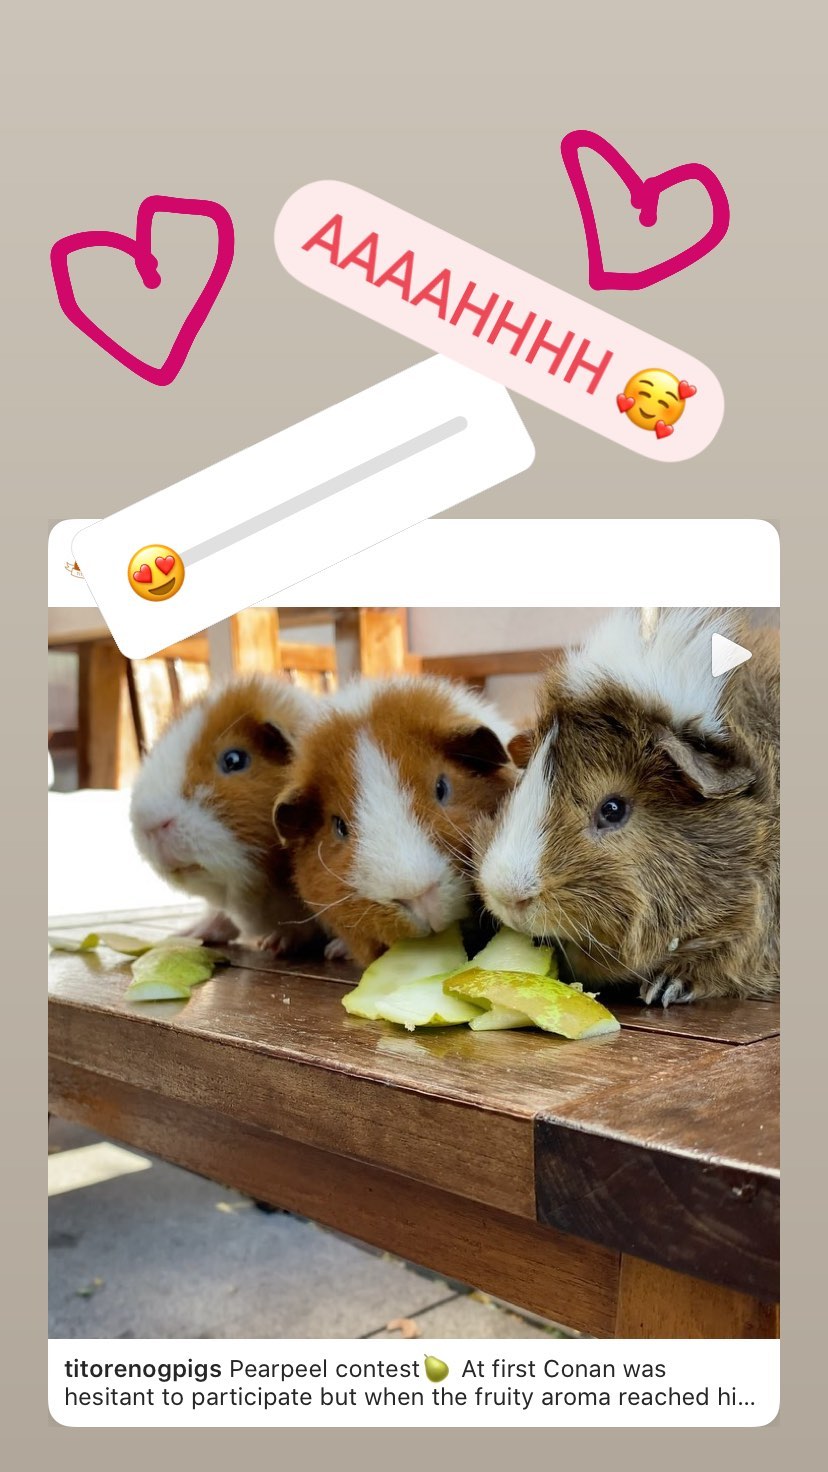 AAAAHHHH 🥰
titorenogpigs Pearpeel contest🍐 At first Conan was
hesitant to participate but when the fruity aroma reached hi...